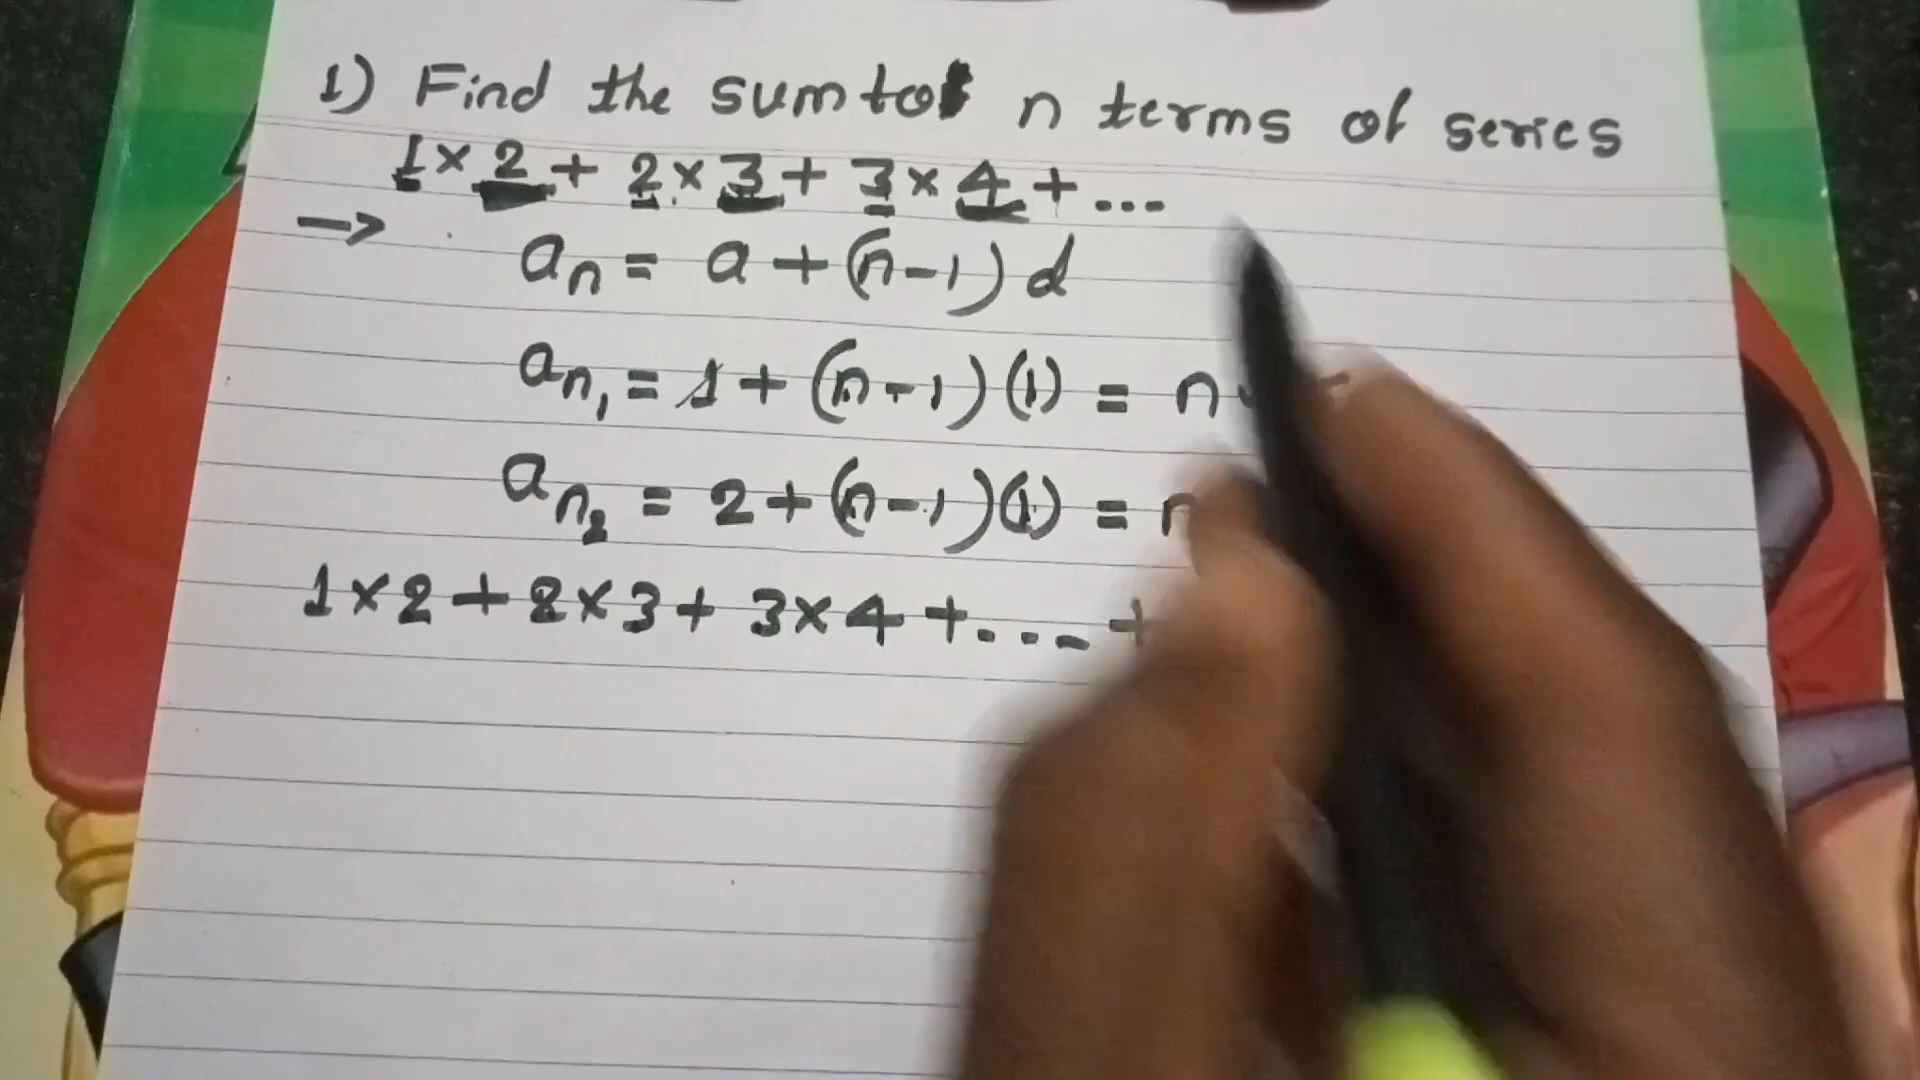 1) Find the sum to n terms of series
1 × 2 + 2 × 3 + 3 × 4 + ...
→ an = a + (n-1) d
an1 = 1 + (n-1) (1) = n
an2 = 2 + (n-1) (1) = n
1×2 + 2×3 + 3×4 + .... +